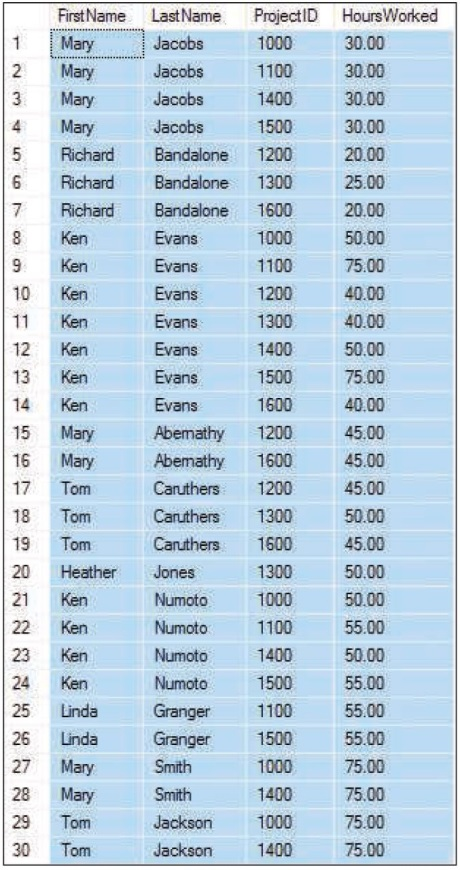 FirstName LastName ProjectID HoursWorked
1 Mary Jacobs 1000 30.00
2 Mary Jacobs 1100 30.00
3 Mary Jacobs 1400 30.00
4 Mary Jacobs 1500 30.00
5 Richard Bandalone 1200 20.00
6 Richard Bandalone 1300 25.00
7 Richard Bandalone 1600 20.00
8 Ken Evans 1000 50.00
9 Ken Evans 1100 75.00
10 Ken Evans 1200 40.00
11 Ken Evans 1300 40.00
12 Ken Evans 1400 50.00
13 Ken Evans 1500 75.00
14 Ken Evans 1600 40.00
15 Mary Abernathy 1200 45.00
16 Mary Abernathy 1600 45.00
17 Tom Caruthers 1200 45.00
18 Tom Caruthers 1300 50.00
19 Tom Caruthers 1600 45.00
20 Heather Jones 1300 50.00
21 Ken Numoto 1000 50.00
22 Ken Numoto 1100 55.00
23 Ken Numoto 1400 50.00
24 Ken Numoto 1500 55.00
25 Linda Granger 1100 55.00
26 Linda Granger 1500 55.00
27 Mary Smith 1000 75.00
28 Mary Smith 1400 75.00
29 Tom Jackson 1000 75.00
30 Tom Jackson 1400 75.00